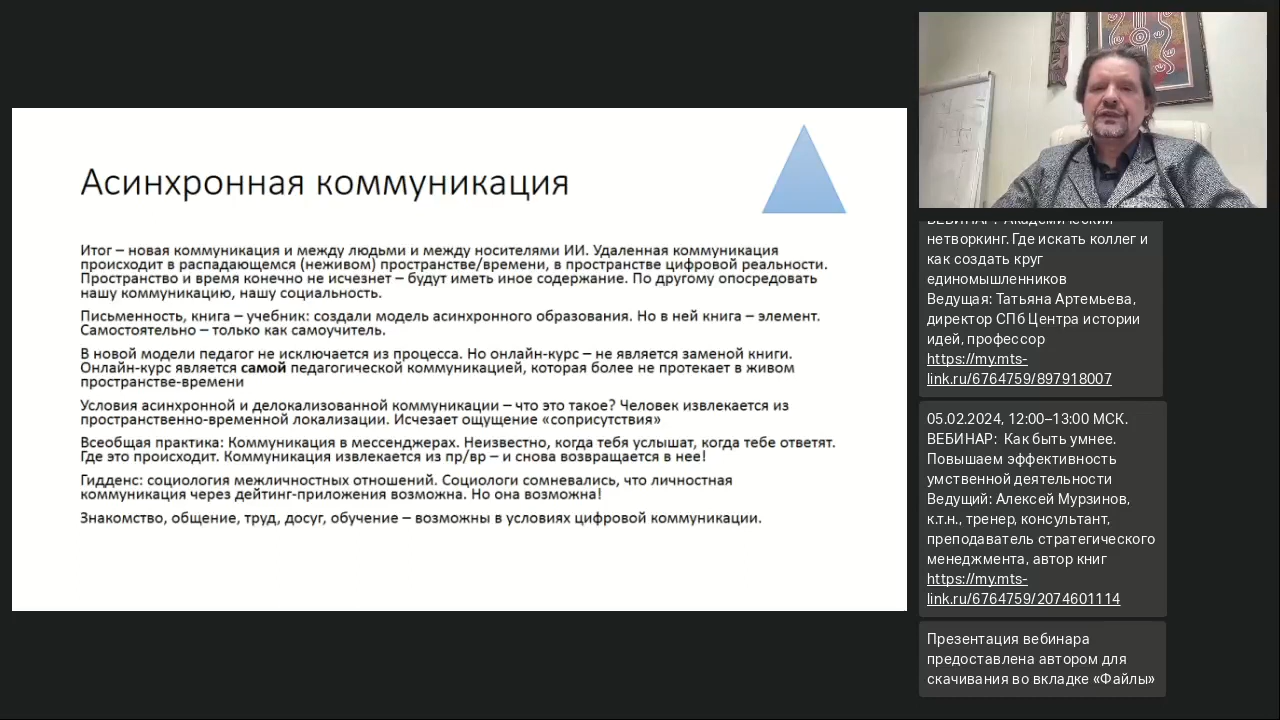 Асинхронная коммуникация
Итог – новая коммуникация и между людьми и между носителями ИИ. Удаленная коммуникация
происходит в распадающемся (неживом) пространстве/времени, в пространстве цифровой реальности.
Пространство и время конечно не исчезнет – будут иметь иное содержание. По другому опосредовать
нашу коммуникацию, нашу социальность.
Письменность, книга – учебник: создали модель асинхронного образования. Но в ней книга – элемент.
Самостоятельно – только как самоучитель.
В новой модели педагог не исключается из процесса. Но онлайн-курс – не является заменой книги.
Онлайн-курс является самой педагогической коммуникацией, которая более не протекает в живом
пространстве-времени
Условия асинхронной и делокализованной коммуникации – что это такое? Человек извлекается из
пространственно-временной локализации. Исчезает ощущение «соприсутствия»
Всеобщая практика: Коммуникация в мессенджерах. Неизвестно, когда тебя услышат, когда тебе ответят.
Где это происходит. Коммуникация извлекается из пр/вр – и снова возвращается в нее!
Гидденс: социология межличностных отношений. Социологи сомневались, что личностная
коммуникация через дейтинг-приложения возможна. Но она возможна!
Знакомство, общение, труд, досуг, обучение – возможны в условиях цифровой коммуникации.
ВЕБИНАР: Академический
нетворкинг. Где искать коллег и
как создать круг
единомышленников
Ведущая: Татьяна Артемьева,
директор СПб Центра истории
идей, профессор
https://my.mts-
link.ru/6764759/897918007
05.02.2024, 12:00–13:00 МСК.
ВЕБИНАР: Как быть умнее.
Повышаем эффективность
умственной деятельности
Ведущий: Алексей Мурзинов,
к.т.н., тренер, консультант,
преподаватель стратегического
менеджмента, автор книг
https://my.mts-
link.ru/6764759/2074601114
Презентация вебинара
предоставлена автором для
скачивания во вкладке «Файлы»